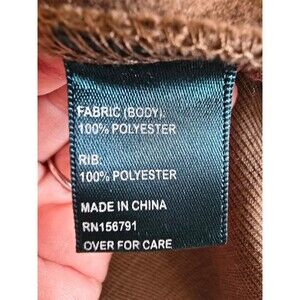 FABRIC (BODY):
100% POLYESTER
RIB:
100% POLYESTER
MADE IN CHINA
RN156791
OVER FOR CARE